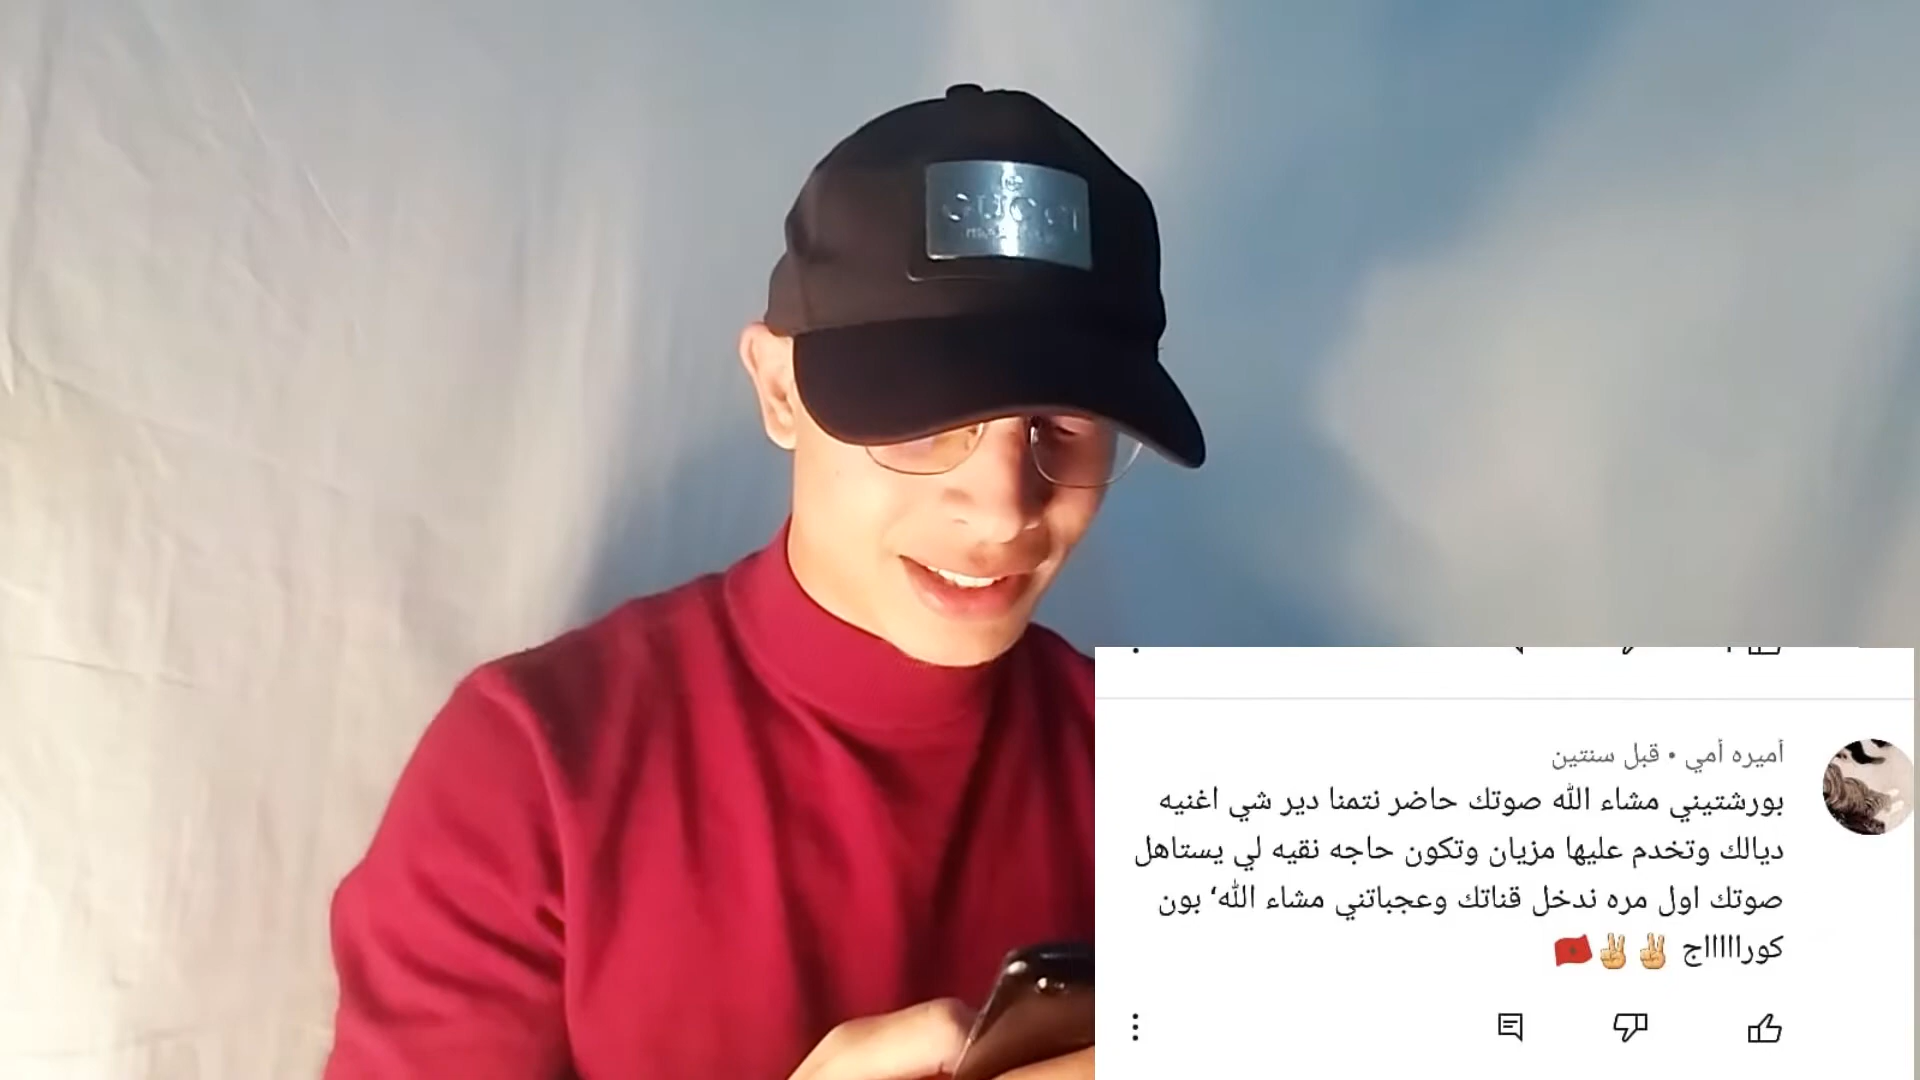 GUCCI
أميره أمي • قبل سنتين
بورشتيني مشاء الله صوتك حاضر نتمنا دير شي اغنيه
ديالك وتخدم عليها مزيان وتكون حاجه نقيه لي يستاهل
صوتك اول مره ندخل قناتك وعجباتني مشاء الله، بون
كوراااااج ✌🏼✌🏼🇲🇦